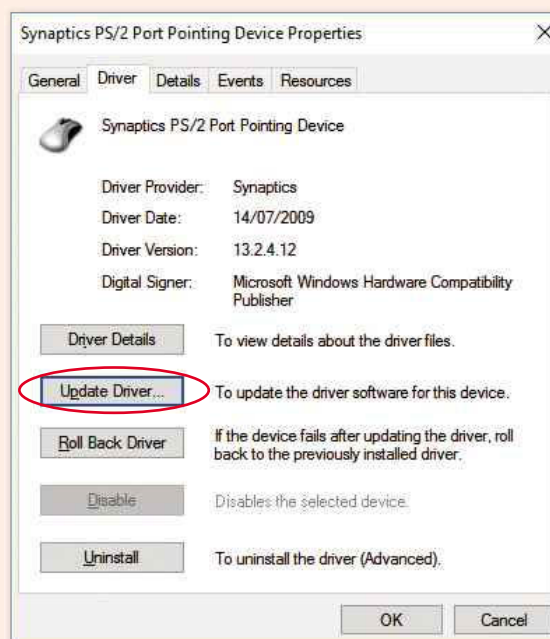 Synaptics PS/2 Port Pointing Device Properties
General Driver Details Events Resources
Synaptics PS/2 Port Pointing Device
Driver Provider: Synaptics
Driver Date: 14/07/2009
Driver Version: 13.2.4.12
Digital Signer: Microsoft Windows Hardware Compatibility
Publisher
Driver Details To view details about the driver files.
Update Driver... To update the driver software for this device.
Roll Back Driver If the device fails after updating the driver, roll
back to the previously installed driver.
Disable Disables the selected device.
Uninstall To uninstall the driver (Advanced).
OK Cancel